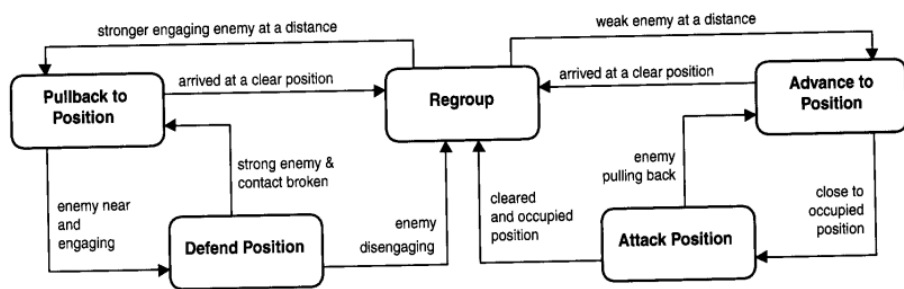 stronger engaging enemy at a distance
weak enemy at a distance
Pullback to
Position
arrived at a clear position
Regroup
arrived at a clear position
Advance to
Position
strong enemy &
contact broken
enemy
pulling back
enemy near
and
engaging
Defend Position
enemy
disengaging
cleared
and occupied
position
Attack Position
close to
occupied
position